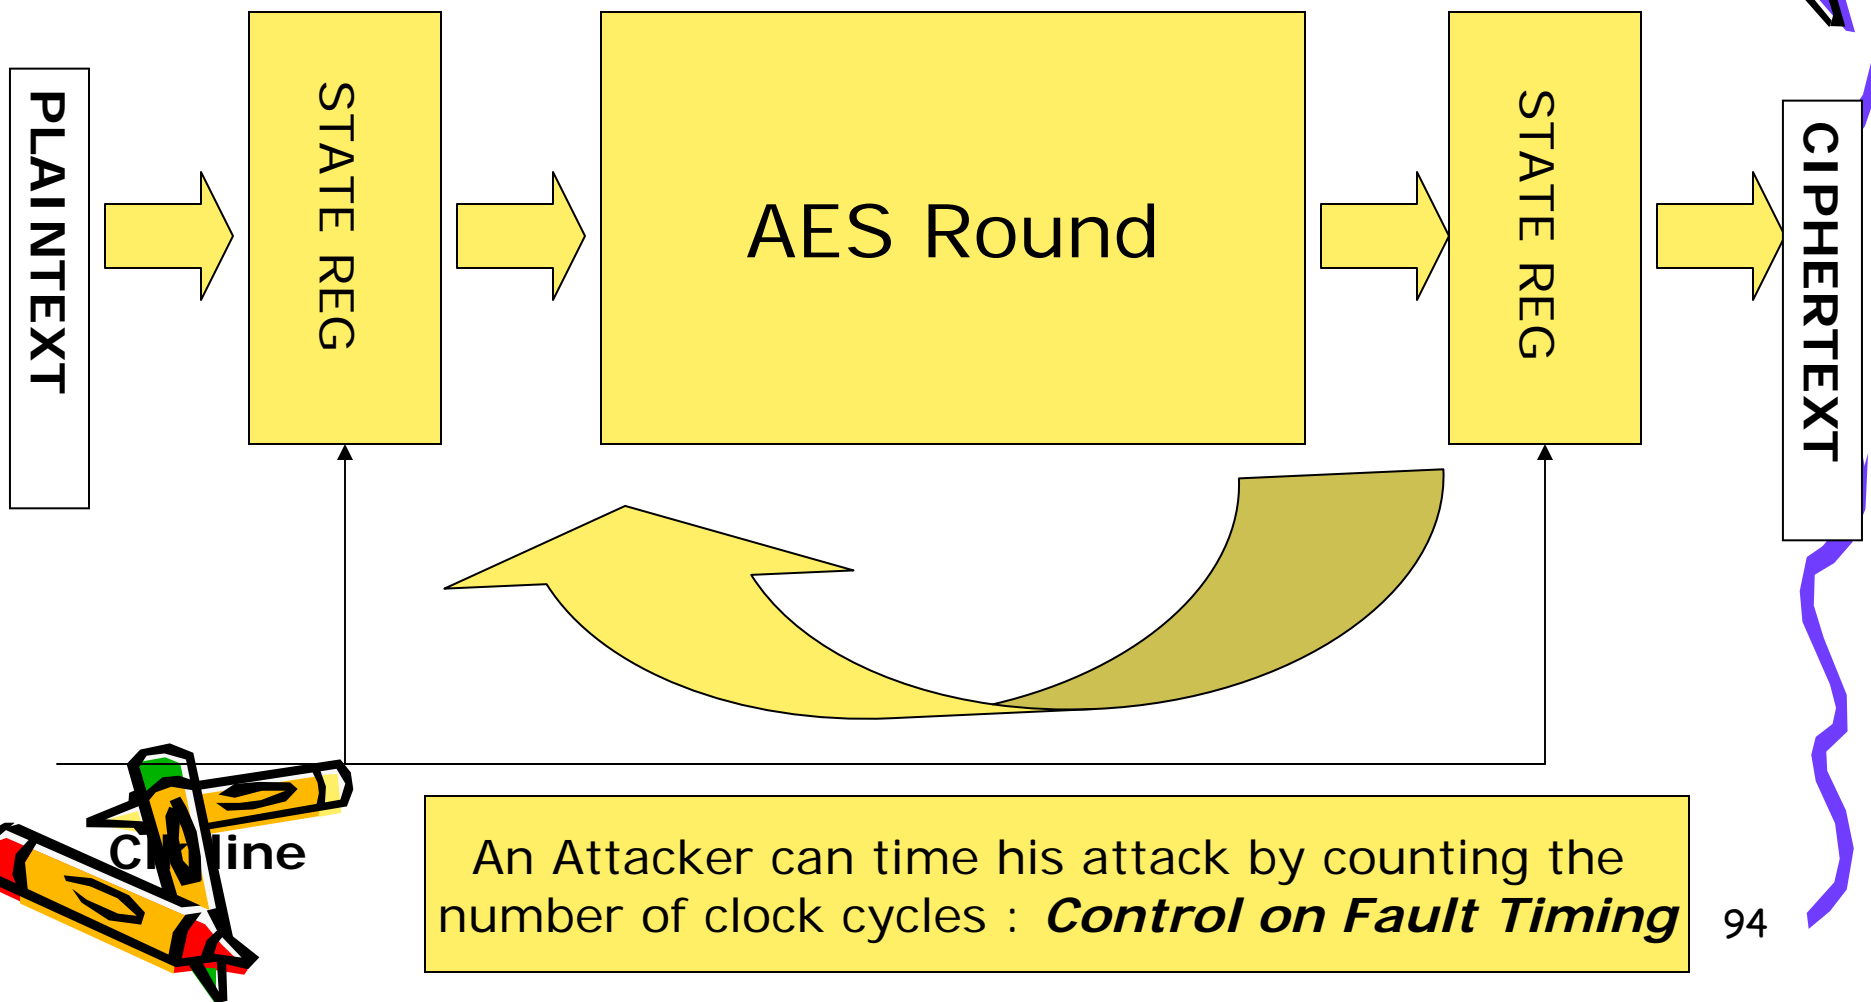 PLAINTEXT
STATE REG
AES Round
STATE REG
CIPHERTEXT
line
An Attacker can time his attack by counting the
number of clock cycles : Control on Fault Timing
94